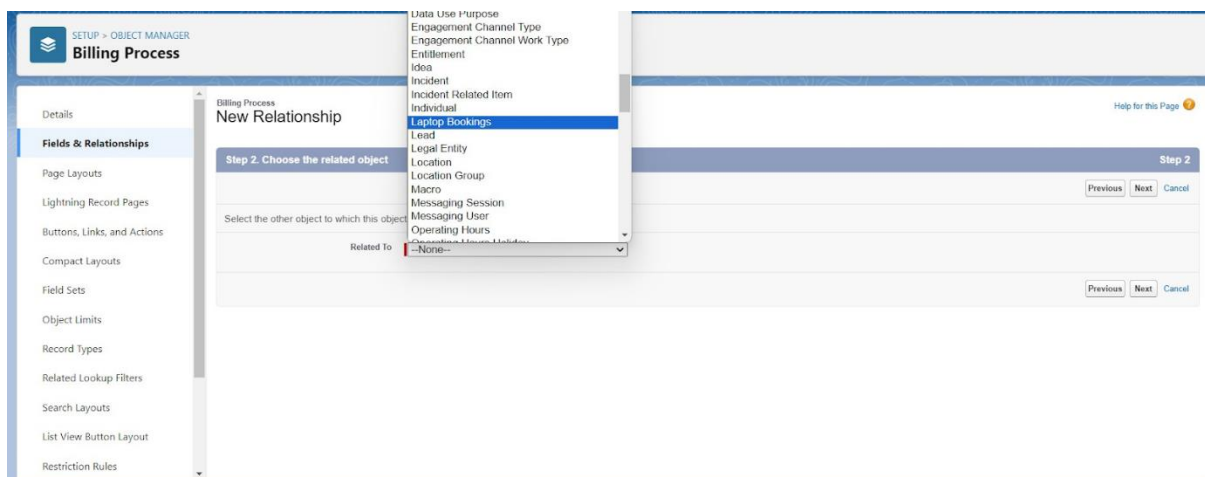 SETUP > OBJECT MANAGER
Billing Process
Details
Fields & Relationships
Page Layouts
Lightning Record Pages
Buttons, Links, and Actions
Compact Layouts
Field Sets
Object Limits
Record Types
Related Lookup Filters
Search Layouts
List View Button Layout
Restriction Rules
Billing Process
New Relationship
Help for this Page
Step 2. Choose the related object
Step 2
Previous Next Cancel
Select the other object to which this object
Related To
--None--
Data Use Purpose
Engagement Channel Type
Engagement Channel Work Type
Entitlement
Idea
Incident
Incident Related Item
Individual
Laptop Bookings
Lead
Legal Entity
Location
Location Group
Macro
Messaging Session
Messaging User
Operating Hours
Operating Hours Holiday
Previous Next Cancel